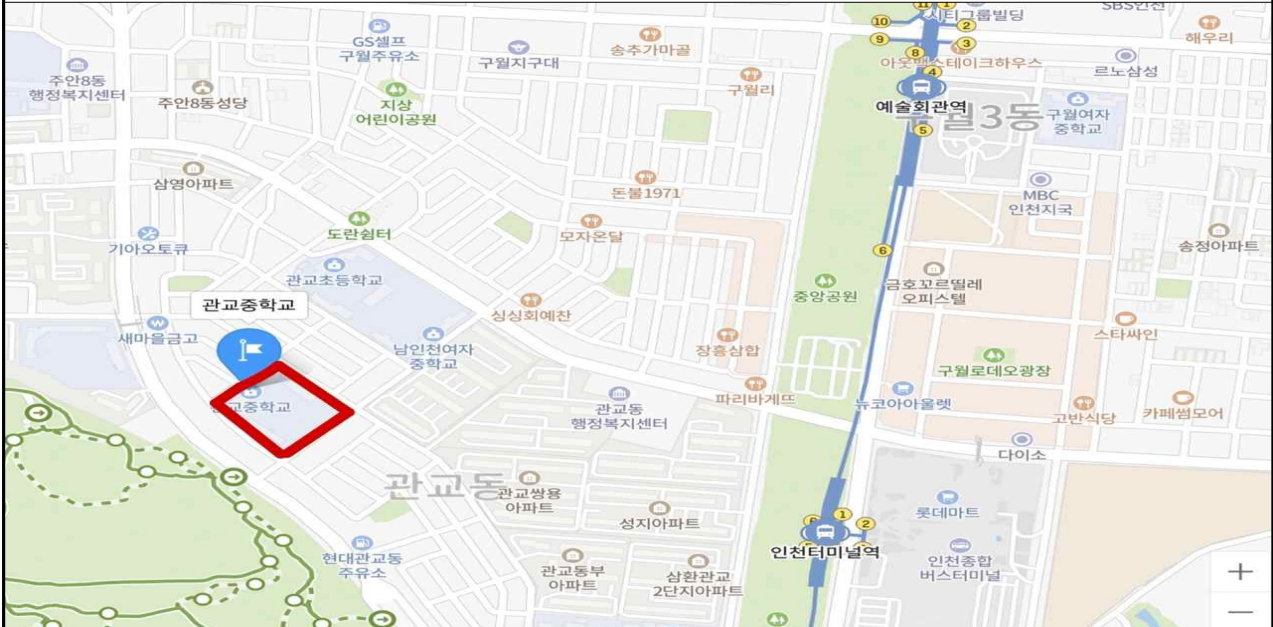 시티그룹빌딩
SBS인천
11
1
10
2
9
3
8
4
GS셀프
구월주유소
구월지구대
송추가마골
아웃백스테이크하우스
해우리
르노삼성
주안8동
행정복지센터
주안8동성당
지상
어린이공원
구월리
예술회관역
5
구월3동
구월여자
중학교
삼영아파트
돈불1971
MBC
인천지국
기아오토큐
도란쉼터
모자온달
6
송정아파트
관교초등학교
관교중학교
싱싱회예찬
중앙공원
금호꼬르띨레
오피스텔
새마을금고
남인천여자
중학교
장흥삼합
스타싸인
구월로데오광장
관교중학교
관교동
행정복지센터
파리바게뜨
뉴코아아울렛
고반식당
카페썸모어
다이소
관교동
관교쌍용
아파트
성지아파트
1
2
롯데마트
인천터미널역
현대관교동
주유소
관교동부
아파트
삼환관교
2단지아파트
인천종합
버스터미널
+
−